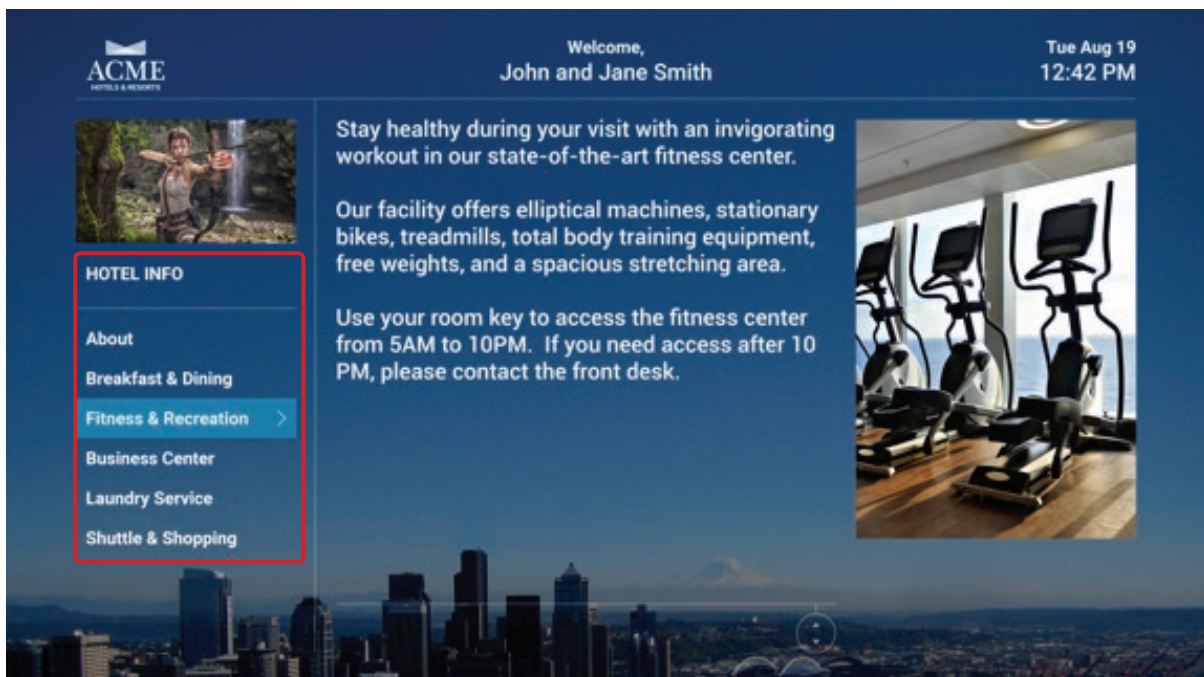 ACME
HOTELS & RESORTS
Welcome,
John and Jane Smith
Tue Aug 19
12:42 PM
HOTEL INFO
About
Breakfast & Dining
Fitness & Recreation >
Business Center
Laundry Service
Shuttle & Shopping
Stay healthy during your visit with an invigorating
workout in our state-of-the-art fitness center.
Our facility offers elliptical machines, stationary
bikes, treadmills, total body training equipment,
free weights, and a spacious stretching area.
Use your room key to access the fitness center
from 5AM to 10PM.  If you need access after 10
PM, please contact the front desk.